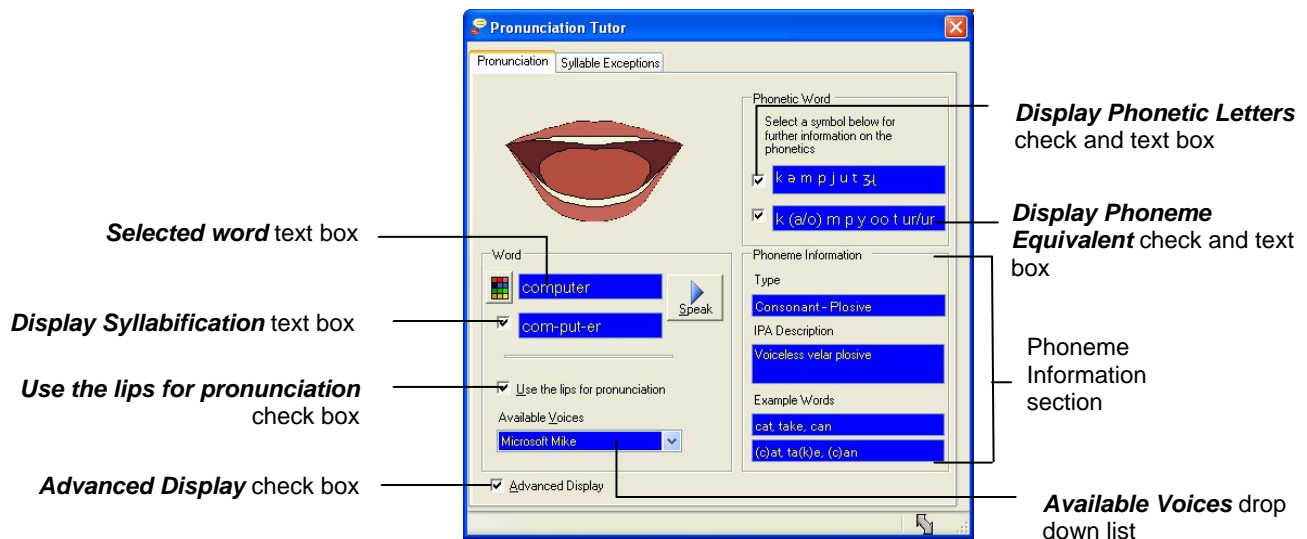 Pronunciation Tutor
Pronunciation
Syllable Exceptions
Phonetic Word
Select a symbol below for
further information on the
phonetics
k ə m p j u t ʒɩ
k (a/o) m p y oo t ur/ur
Display Phonetic Letters
check and text box
Display Phoneme
Equivalent check and text
box
Selected word text box
Display Syllabification text box
Use the lips for pronunciation
check box
Advanced Display check box
Word
computer
com-put-er
Speak
Use the lips for pronunciation
Available Voices
Microsoft Mike
Advanced Display
Phoneme Information
Type
Consonant - Plosive
IPA Description
Voiceless velar plosive
Example Words
cat, take, can
(c)at, ta(k)e, (c)an
Phoneme
Information
section
Available Voices drop
down list